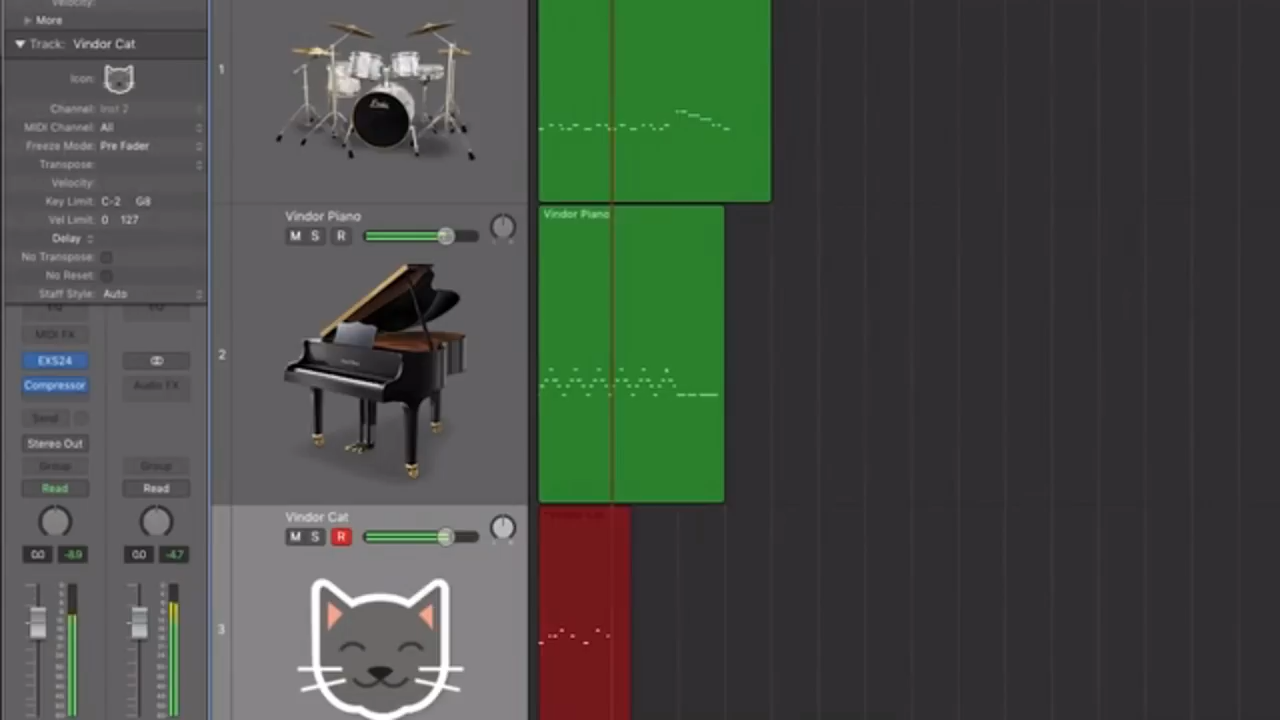 Velocity:
More
Track: Vindor Cat
Icon:
Channel: Inst 2
MIDI Channel: All
Freeze Mode: Pre Fader
Transpose:
Velocity:
Key Limit: C-2 G8
Vel Limit: 0 127
Delay
No Transpose:
No Reset:
Staff Style: Auto
EQ
EQ
MIDI FX
EXS24
Compressor
Audio FX
Send
Stereo Out
Group
Group
Read
Read
0.0 -8.9
0.0 -4.7
1
Vindor Piano
M S R
2
Vindor Piano
Vindor Cat
M S R
3